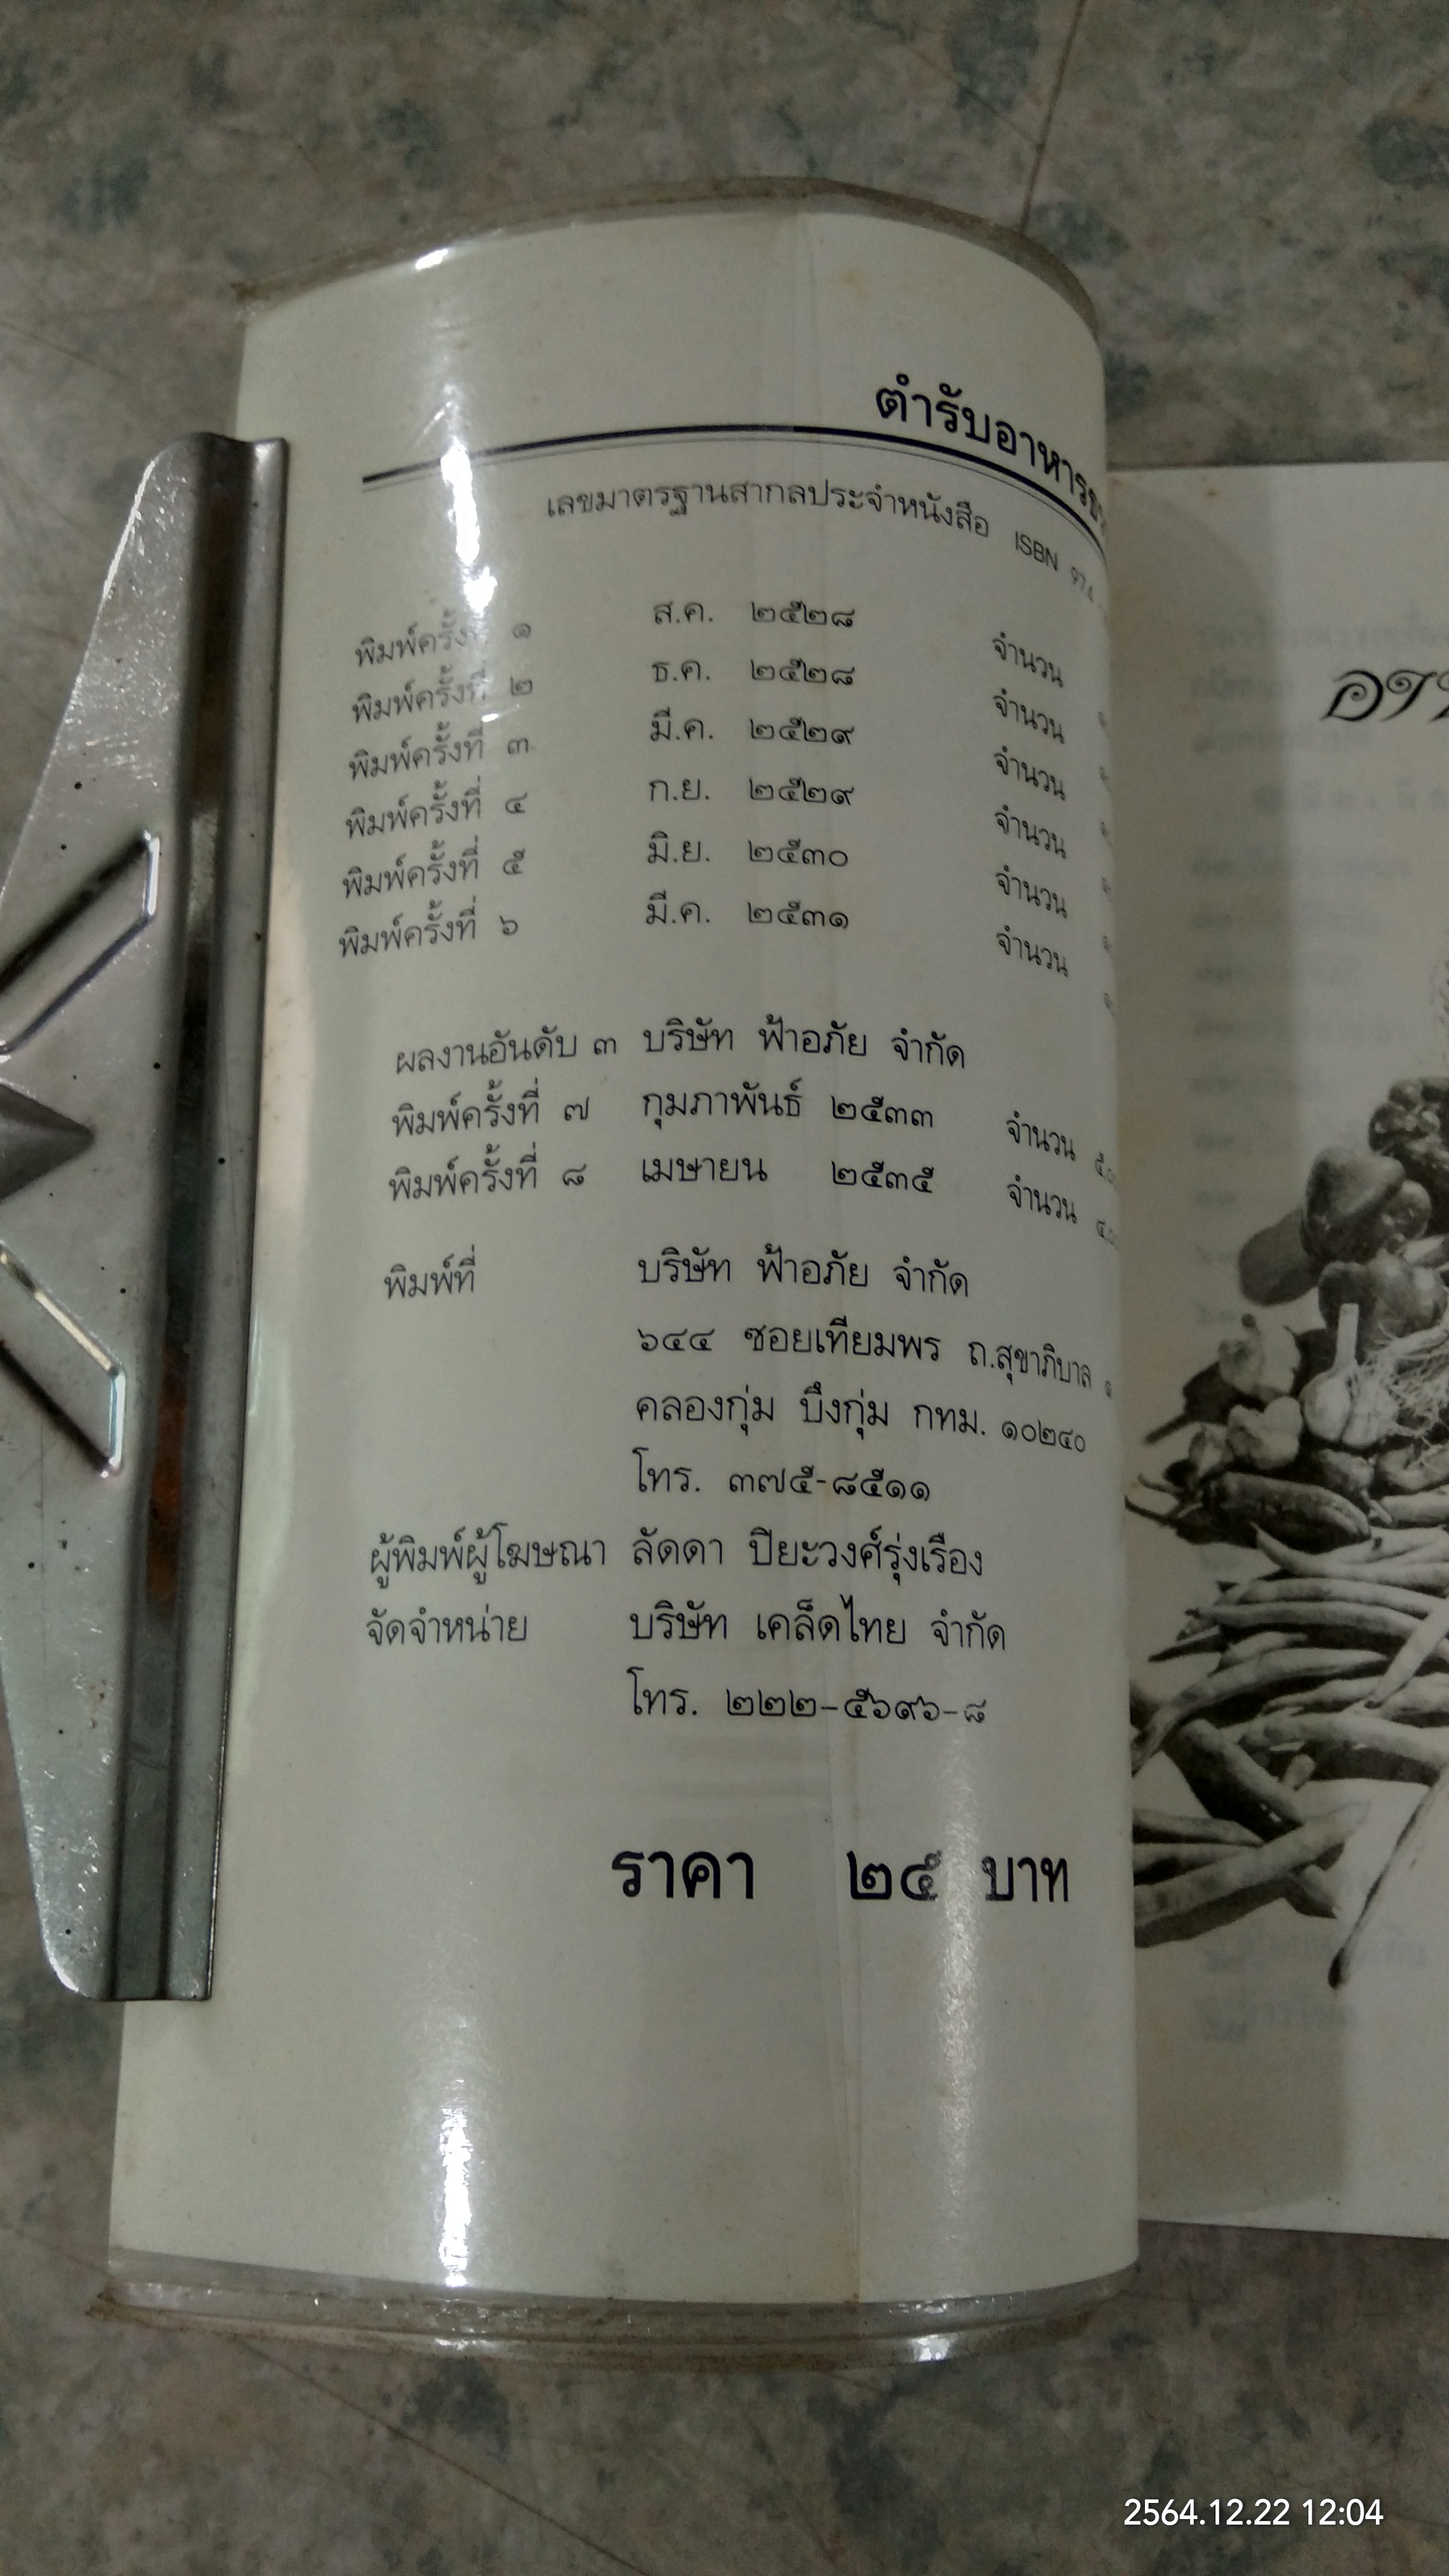 ตำรับอาหาร
เลขมาตรฐานสากลประจำหนังสือ ISBN 974
พิมพ์ครั้งที่ ๑ ส.ค. ๒๕๒๘ จำนวน
พิมพ์ครั้งที่ ๒ ธ.ค. ๒๕๒๘ จำนวน
พิมพ์ครั้งที่ ๓ มี.ค. ๒๕๒๙ จำนวน
พิมพ์ครั้งที่ ๔ ก.ย. ๒๕๒๙ จำนวน
พิมพ์ครั้งที่ ๕ มิ.ย. ๒๕๓๐ จำนวน
พิมพ์ครั้งที่ ๖ มี.ค. ๒๕๓๑ จำนวน
ผลงานอันดับ ๓ บริษัท ฟ้าอภัย จำกัด
พิมพ์ครั้งที่ ๗ กุมภาพันธ์ ๒๕๓๓ จำนวน
พิมพ์ครั้งที่ ๘ เมษายน ๒๕๓๕ จำนวน
พิมพ์ที่ บริษัท ฟ้าอภัย จำกัด
๖๔๔ ซอยเทียมพร ถ.สุขาภิบาล ๑
คลองกุ่ม บึงกุ่ม กทม. ๑๐๒๔๐
โทร. ๓๗๕-๘๕๑๑
ผู้พิมพ์ผู้โฆษณา ลัดดา ปิยะวงศ์รุ่งเรือง
จัดจำหน่าย บริษัท เคล็ดไทย จำกัด
โทร. ๒๒๒-๕๖๙๖-๘
ราคา ๒๕ บาท
2564.12.22 12:04